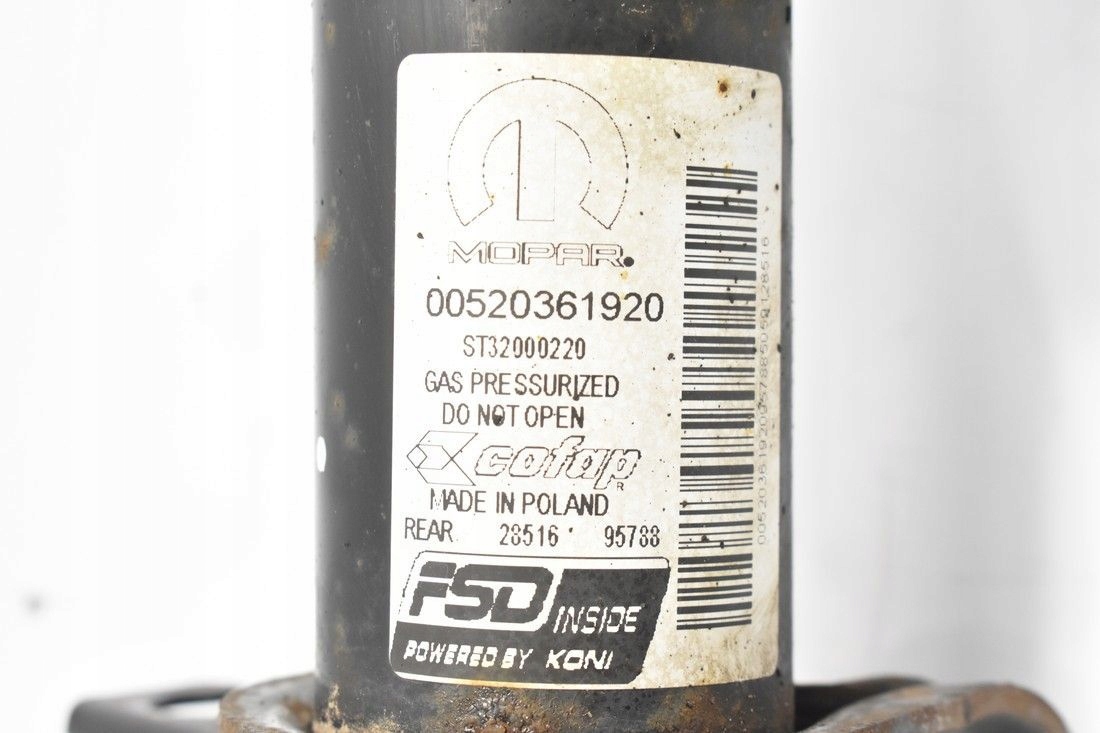 MOPAR
00520361920
ST32000220
GAS PRESSURIZED
DO NOT OPEN
cofap
R
MADE IN POLAND
REAR 28516 95788
FSD INSIDE
POWERED BY KONI